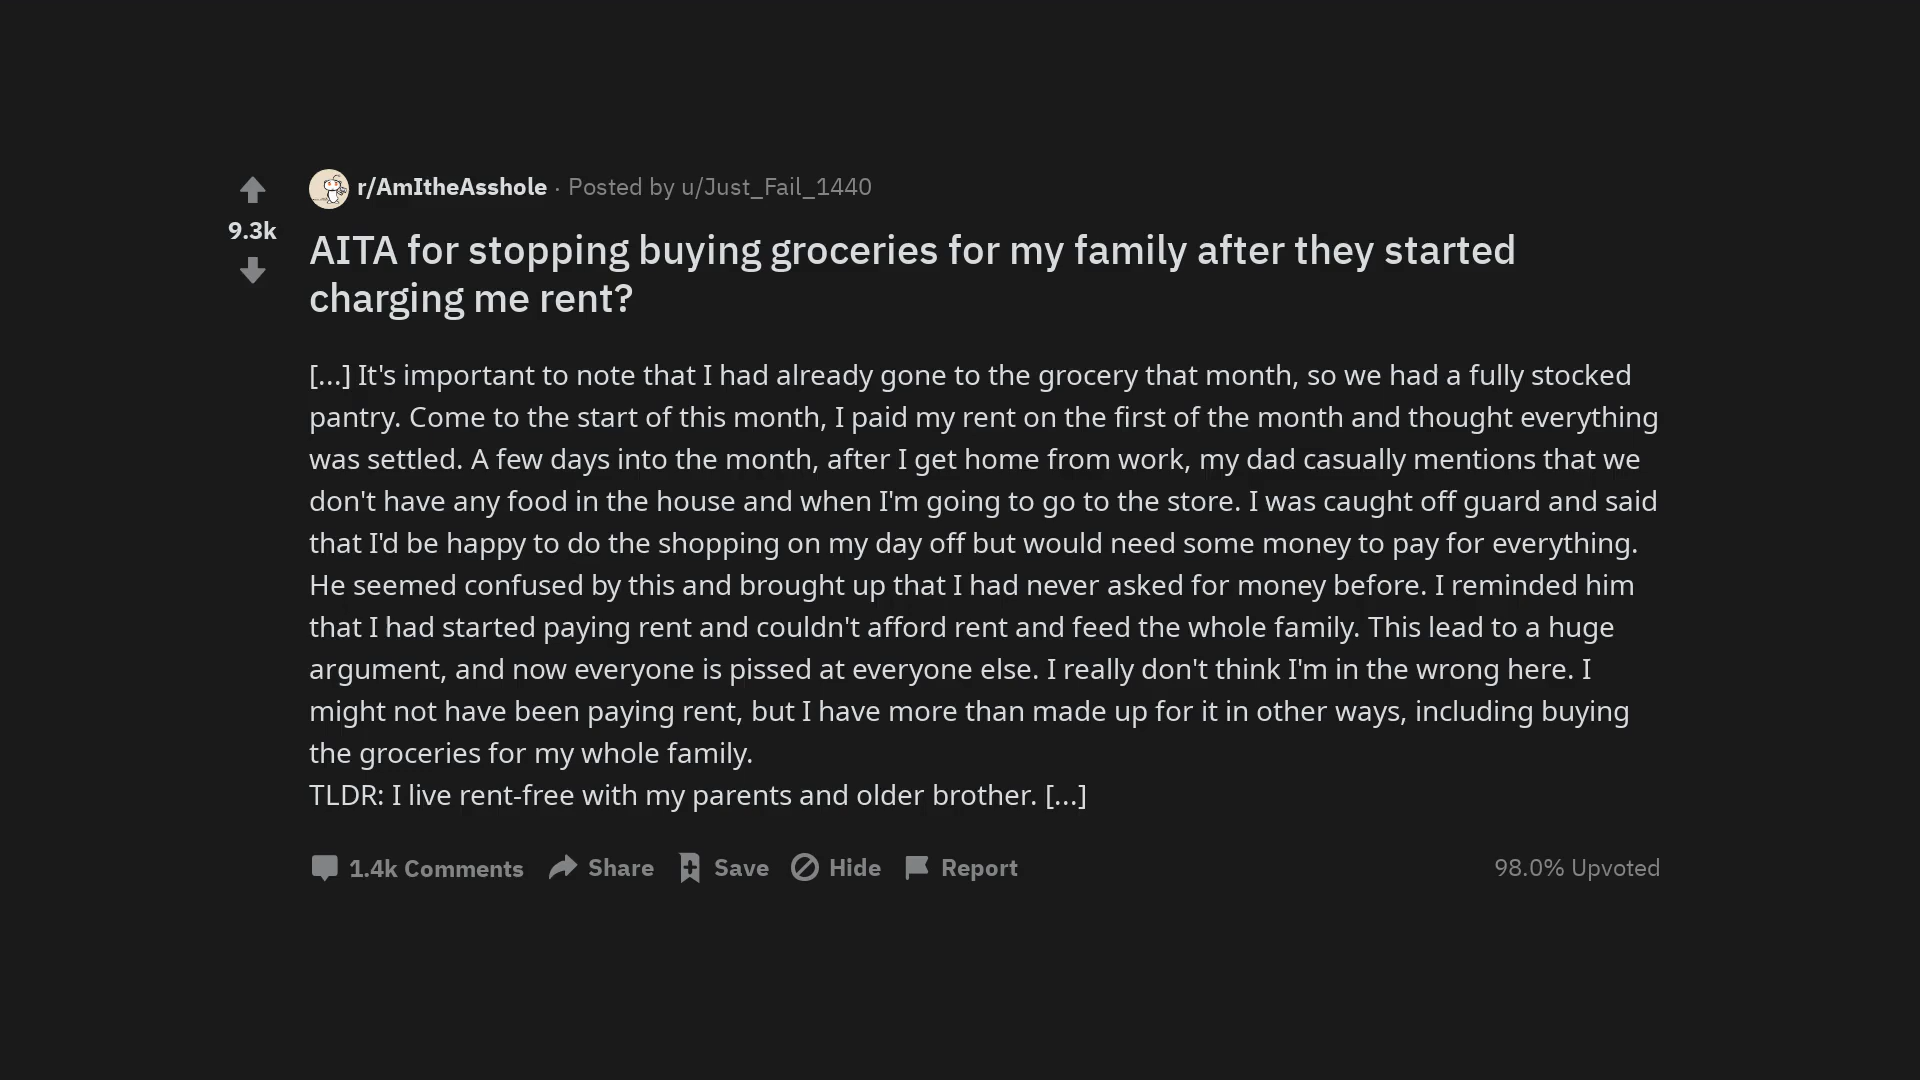 r/AmItheAsshole · Posted by u/Just_Fail_1440
9.3k
AITA for stopping buying groceries for my family after they started
charging me rent?
[...] It's important to note that I had already gone to the grocery that month, so we had a fully stocked
pantry. Come to the start of this month, I paid my rent on the first of the month and thought everything
was settled. A few days into the month, after I get home from work, my dad casually mentions that we
don't have any food in the house and when I'm going to go to the store. I was caught off guard and said
that I'd be happy to do the shopping on my day off but would need some money to pay for everything.
He seemed confused by this and brought up that I had never asked for money before. I reminded him
that I had started paying rent and couldn't afford rent and feed the whole family. This lead to a huge
argument, and now everyone is pissed at everyone else. I really don't think I'm in the wrong here. I
might not have been paying rent, but I have more than made up for it in other ways, including buying
the groceries for my whole family.
TLDR: I live rent-free with my parents and older brother. [...]
1.4k Comments Share Save Hide Report 98.0% Upvoted